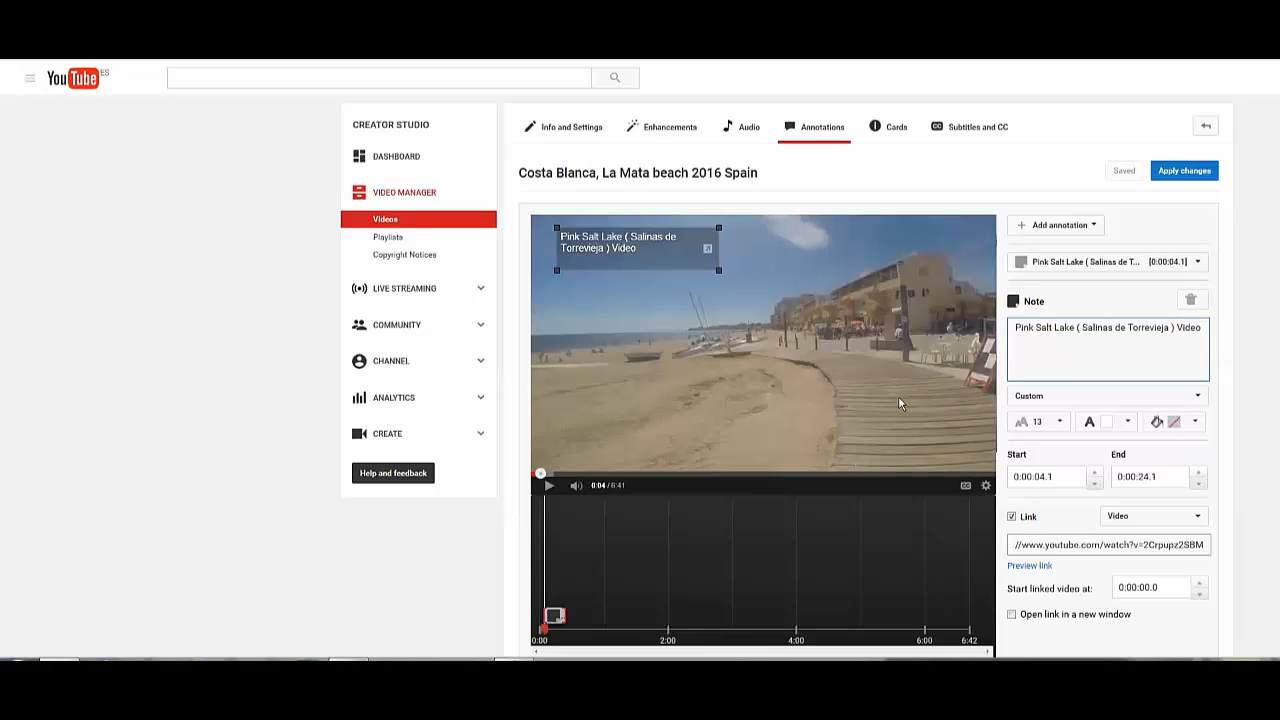 YouTube ES
CREATOR STUDIO
DASHBOARD
VIDEO MANAGER
Videos
Playlists
Copyright Notices
LIVE STREAMING
COMMUNITY
CHANNEL
ANALYTICS
CREATE
Help and feedback
Info and Settings
Enhancements
Audio
Annotations
Cards
CC Subtitles and CC
Costa Blanca, La Mata beach 2016 Spain
Saved
Apply changes
Pink Salt Lake ( Salinas de
Torrevieja ) Video
0:04 / 6:41
0:00
2:00
4:00
6:00
6:42
+ Add annotation
Pink Salt Lake ( Salinas de T... [0:00:04.1]
Note
Pink Salt Lake ( Salinas de Torrevieja ) Video
Custom
AA 13
A
Start
End
0:00:04.1
0:00:24.1
Link
Video
//www.youtube.com/watch?v=2Crpupz2SBM
Preview link
Start linked video at:
0:00:00.0
Open link in a new window